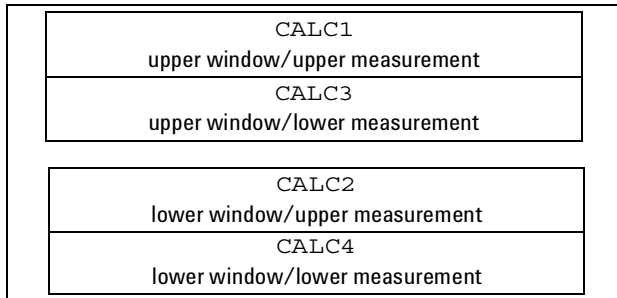 CALC1
upper window/upper measurement
CALC3
upper window/lower measurement
CALC2
lower window/upper measurement
CALC4
lower window/lower measurement